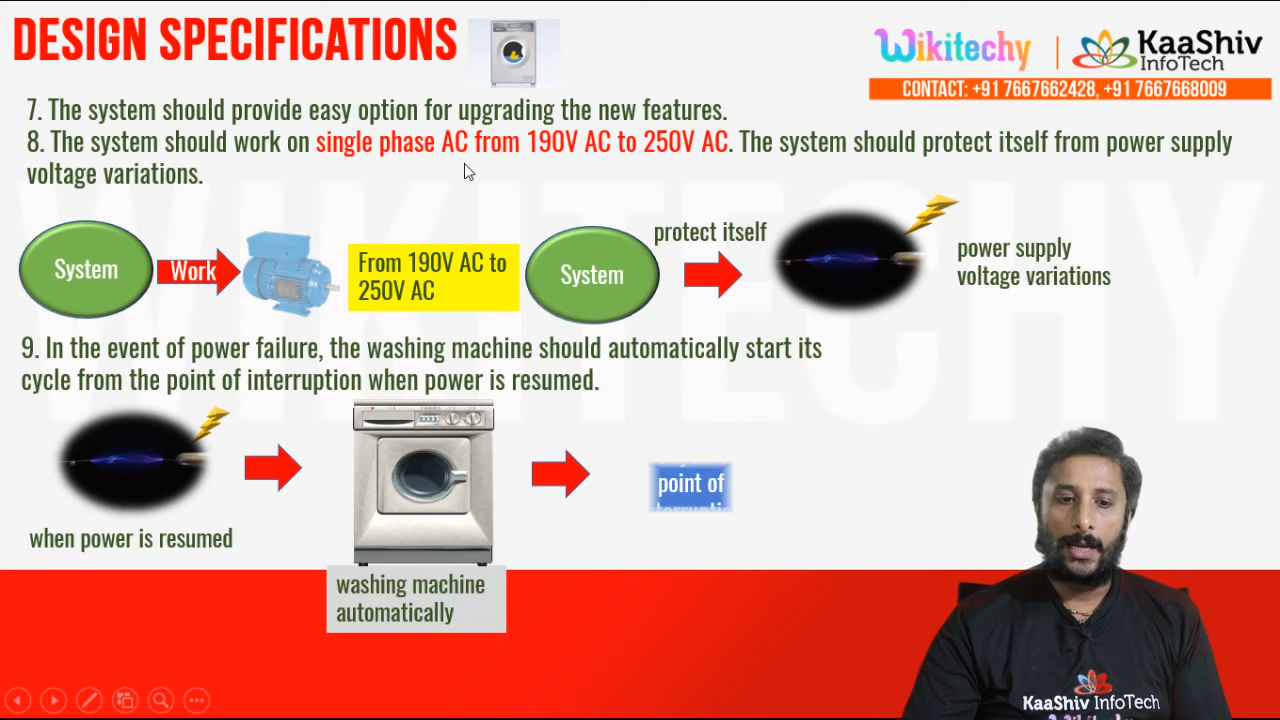 DESIGN SPECIFICATIONS
Wikitechy
KaaShiv
InfoTech
CONTACT: +91 7667662428, +91 7667668009
7. The system should provide easy option for upgrading the new features.
8. The system should work on single phase AC from 190V AC to 250V AC. The system should protect itself from power supply
voltage variations.
System
Work
From 190V AC to
250V AC
System
protect itself
power supply
voltage variations
9. In the event of power failure, the washing machine should automatically start its
cycle from the point of interruption when power is resumed.
when power is resumed
washing machine
automatically
point of
KaaShiv InfoTech
WIKITECHY